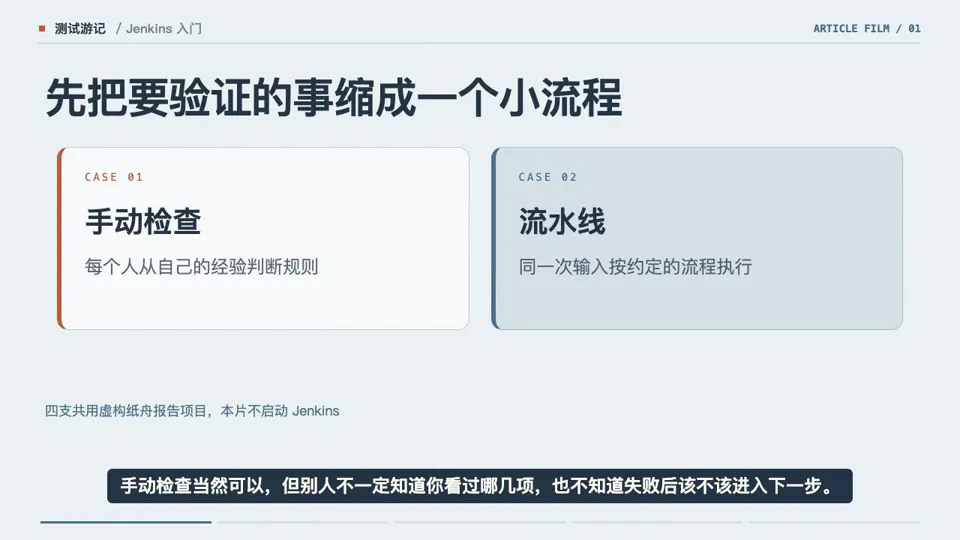 测试游记 / Jenkins 入门
ARTICLE FILM / 01
先把要验证的事缩成一个小流程
CASE 01
手动检查
每个人从自己的经验判断规则
CASE 02
流水线
同一次输入按约定的流程执行
四支共用虚构纸舟报告项目，本片不启动 Jenkins
手动检查当然可以，但别人不一定知道你看过哪几项，也不知道失败后该不该进入下一步。